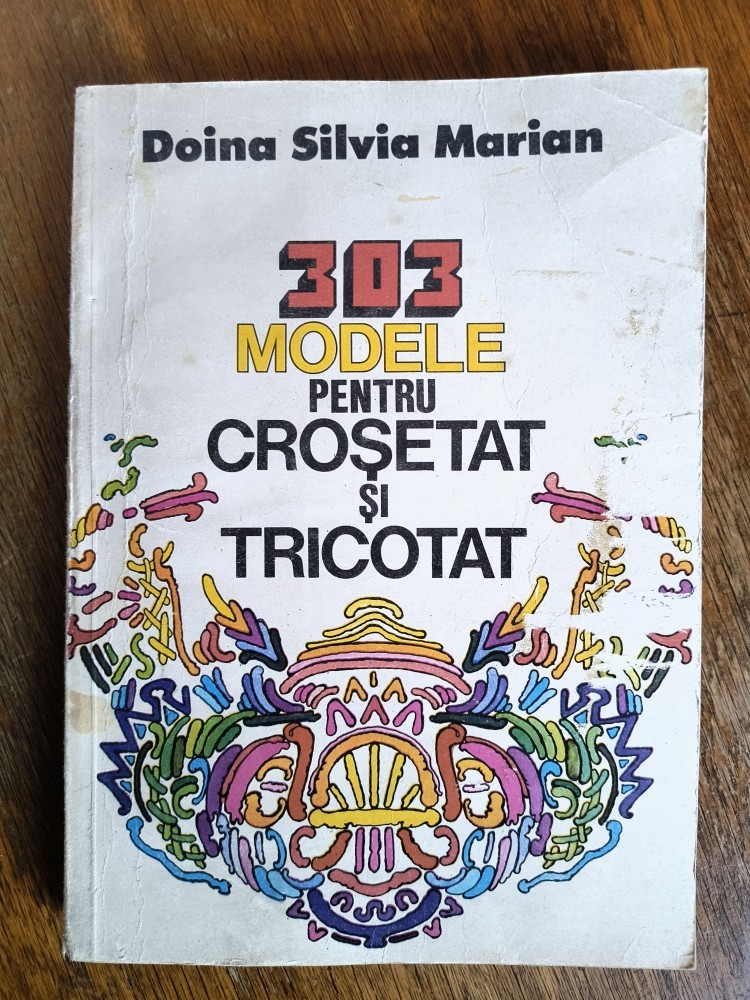 Doina Silvia Marian
303
MODELE
PENTRU
CROȘETAT
ȘI
TRICOTAT